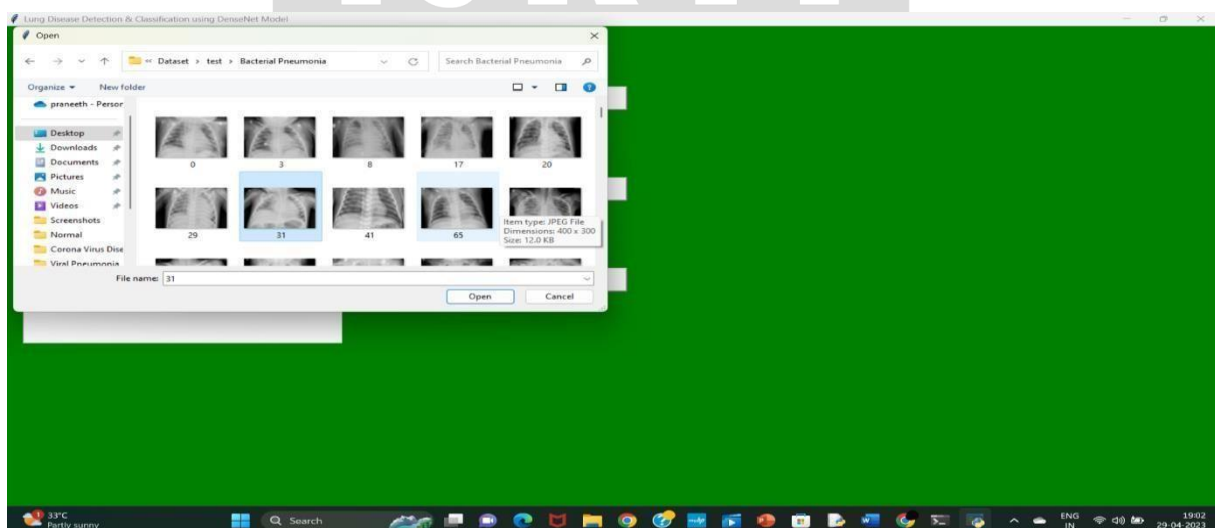 Lung Disease Detection & Classification using DenseNet Model
Open
« Dataset > test > Bacterial Pneumonia
Search Bacterial Pneumonia
Organize
New folder
praneeth - Person
Desktop
Downloads
Documents
Pictures
Music
Videos
Screenshots
Normal
Corona Virus Dise
Viral Pneumonia
0 3 8 17 20
29 31 41 65
Item type: JPEG File
Dimensions: 400 x 300
Size: 12.0 KB
File name: 31
Open Cancel
33°C
Partly sunny
Search
ENG
IN
19:02
29-04-2023